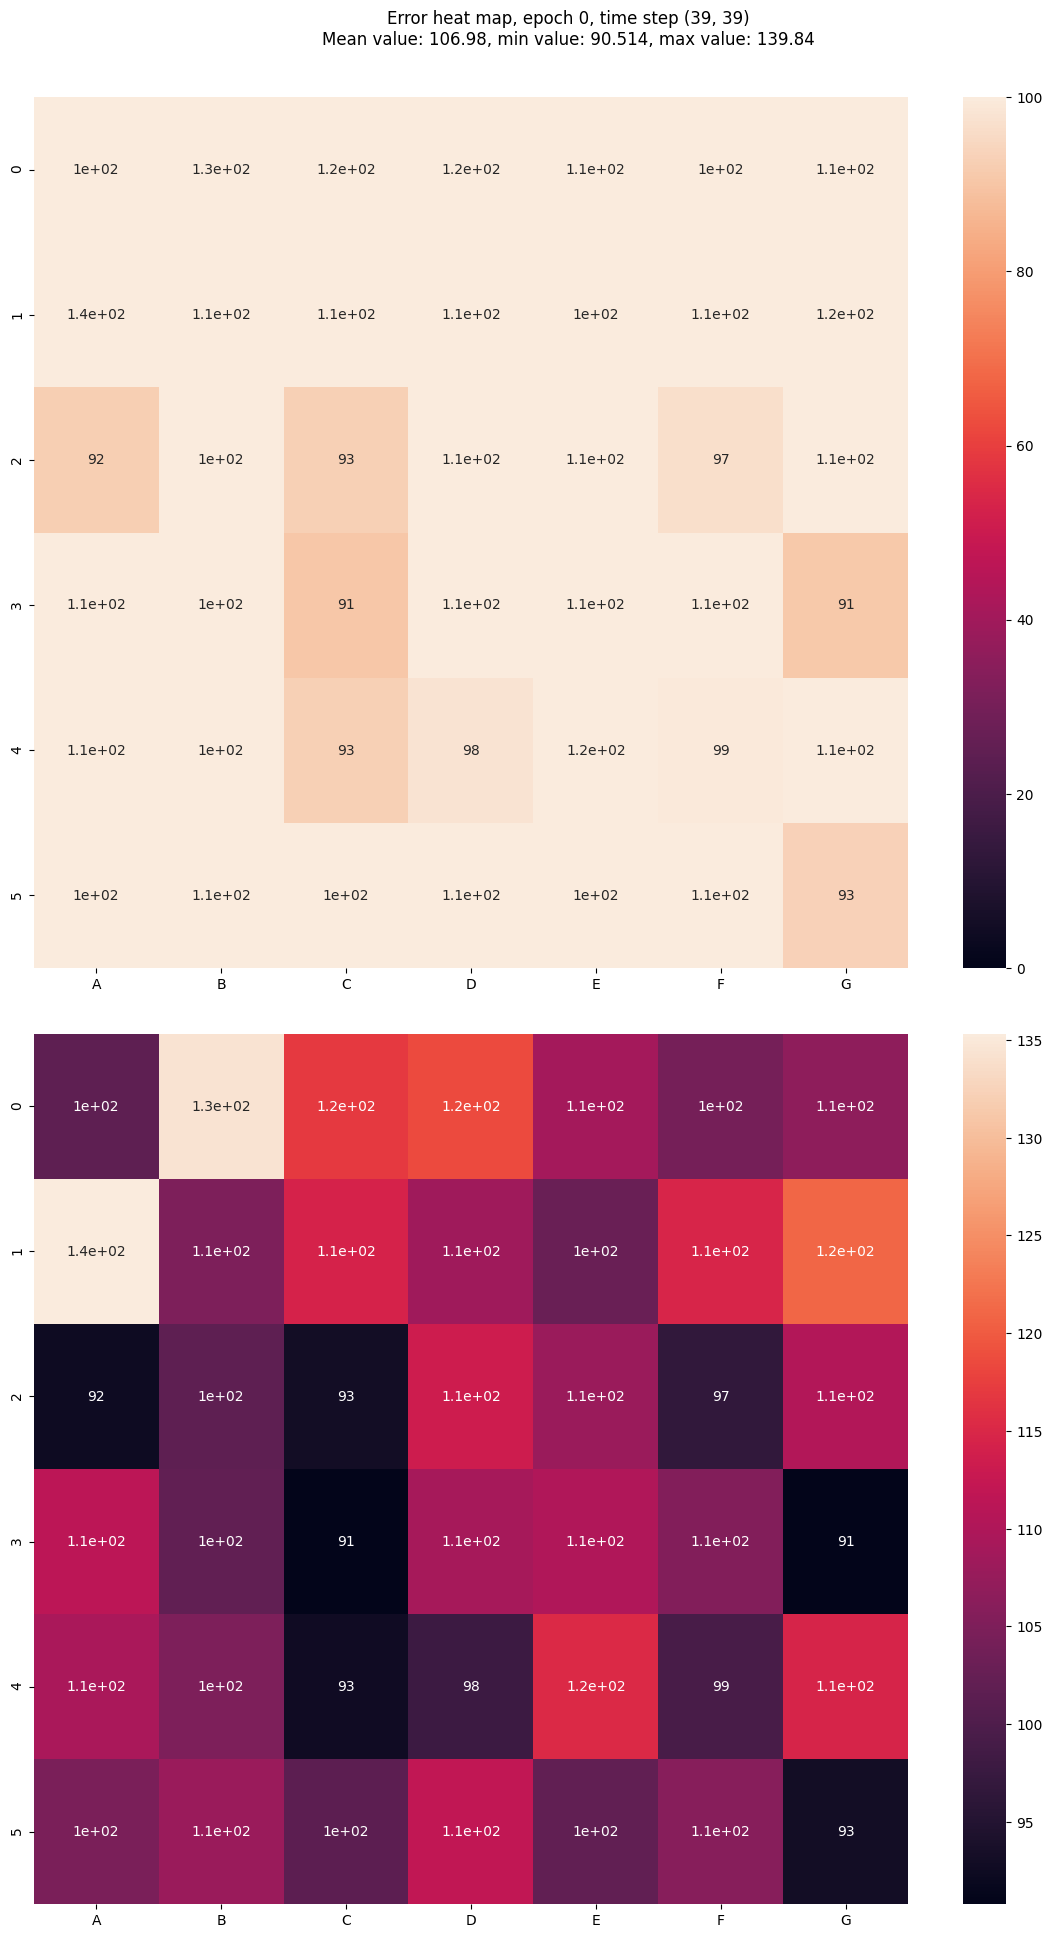 Error heat map, epoch 0, time step (39, 39)
Mean value: 106.98, min value: 90.514, max value: 139.84
0 1e+02 1.3e+02 1.2e+02 1.2e+02 1.1e+02 1e+02 1.1e+02
1 1.4e+02 1.1e+02 1.1e+02 1.1e+02 1e+02 1.1e+02 1.2e+02
2 92 1e+02 93 1.1e+02 1.1e+02 97 1.1e+02
3 1.1e+02 1e+02 91 1.1e+02 1.1e+02 1.1e+02 91
4 1.1e+02 1e+02 93 98 1.2e+02 99 1.1e+02
5 1e+02 1.1e+02 1e+02 1.1e+02 1e+02 1.1e+02 93
A B C D E F G
100
80
60
40
20
0
0 1e+02 1.3e+02 1.2e+02 1.2e+02 1.1e+02 1e+02 1.1e+02
1 1.4e+02 1.1e+02 1.1e+02 1.1e+02 1e+02 1.1e+02 1.2e+02
2 92 1e+02 93 1.1e+02 1.1e+02 97 1.1e+02
3 1.1e+02 1e+02 91 1.1e+02 1.1e+02 1.1e+02 91
4 1.1e+02 1e+02 93 98 1.2e+02 99 1.1e+02
5 1e+02 1.1e+02 1e+02 1.1e+02 1e+02 1.1e+02 93
A B C D E F G
135
130
125
120
115
110
105
100
95